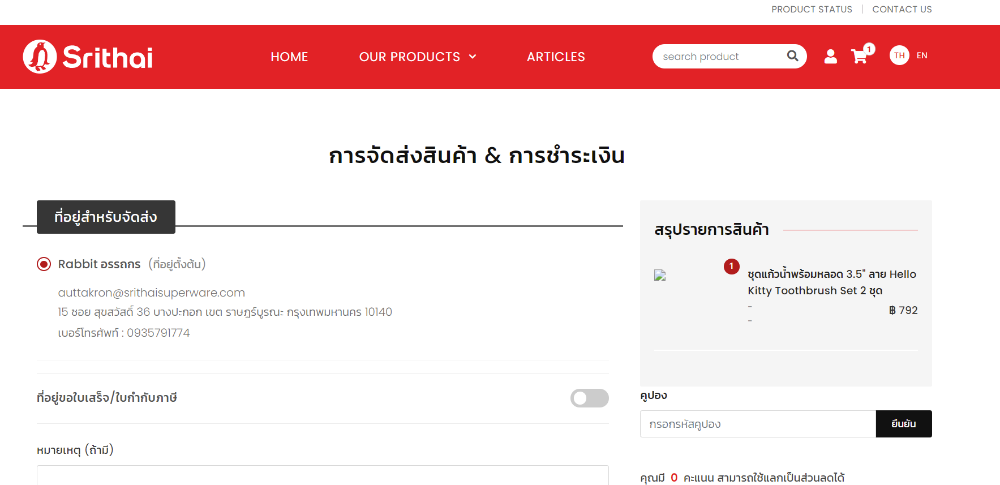 PRODUCT STATUS | CONTACT US
Srithai
HOME
OUR PRODUCTS
ARTICLES
search product
1
TH
EN
การจัดส่งสินค้า & การชำระเงิน
ที่อยู่สำหรับจัดส่ง
Rabbit อรรถกร (ที่อยู่ตั้งต้น)
auttakron@srithaisuperware.com
15 ซอย สุขสวัสดิ์ 36 บางปะกอก เขต ราษฎร์บูรณะ กรุงเทพมหานคร 10140
เบอร์โทรศัพท์ : 0935791774
ที่อยู่ขอใบเสร็จ/ใบกำกับภาษี
หมายเหตุ (ถ้ามี)
สรุปรายการสินค้า
1
ชุดแก้วน้ำพร้อมหลอด 3.5" ลาย Hello
Kitty Toothbrush Set 2 ชุด
-
฿ 792
-
คูปอง
กรอกรหัสคูปอง
ยืนยัน
คุณมี 0 คะแนน สามารถใช้แลกเป็นส่วนลดได้